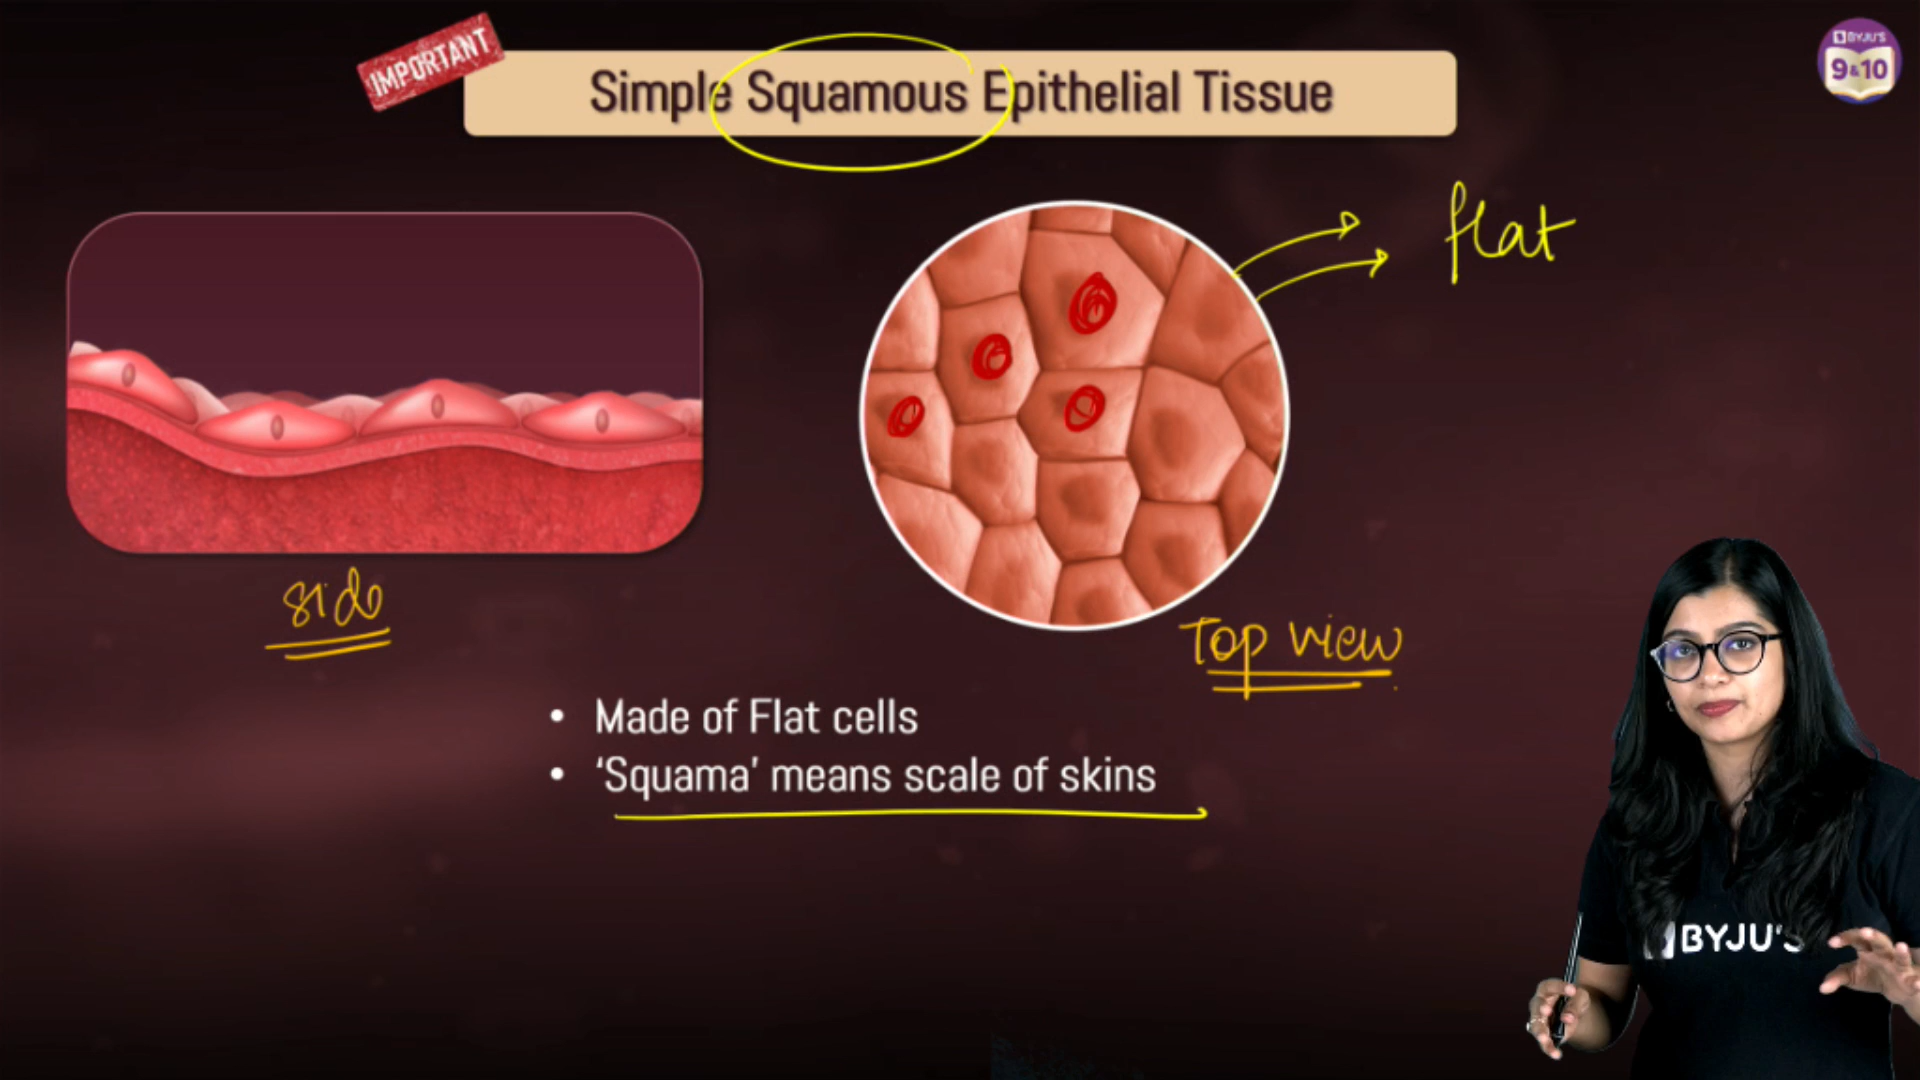 IMPORTANT
Simple Squamous Epithelial Tissue
BYJU'S
9&10
flat
side
Top view
• Made of Flat cells
• ‘Squama’ means scale of skins
BYJU'S